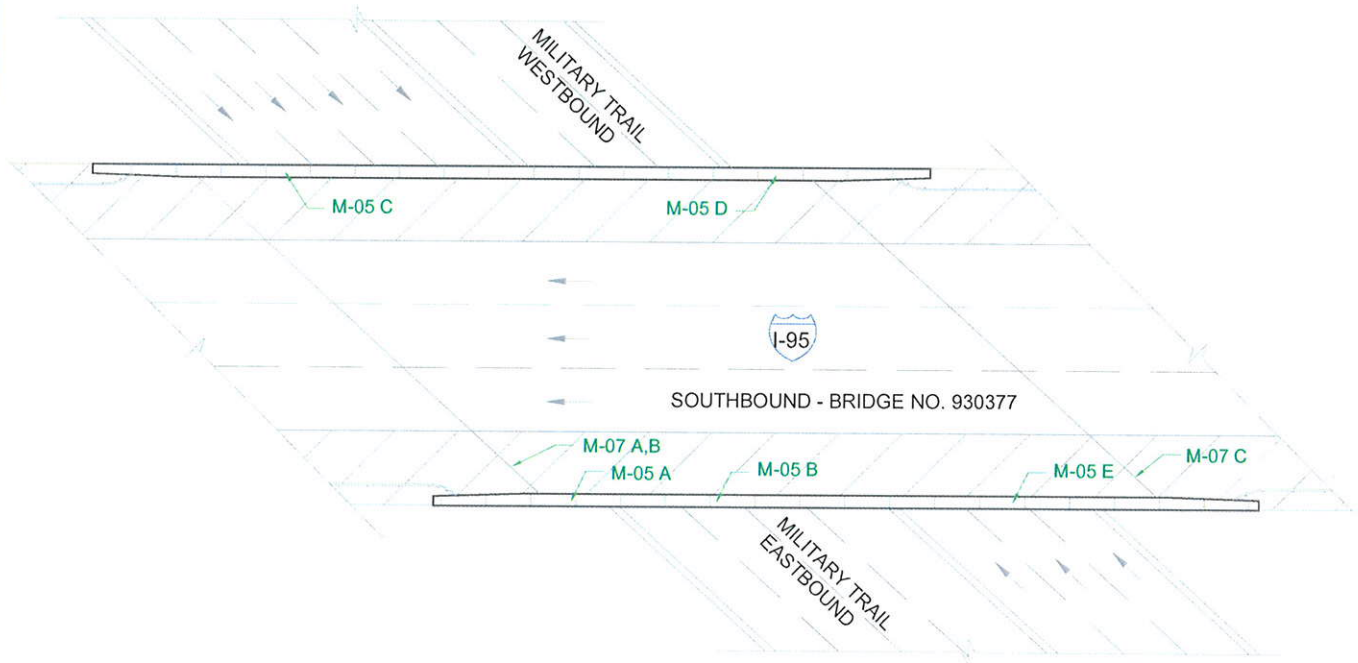 MILITARY TRAIL
WESTBOUND
M-05 C
M-05 D
I-95
SOUTHBOUND - BRIDGE NO. 930377
M-07 A,B
M-05 A
M-05 B
M-05 E
M-07 C
MILITARY TRAIL
EASTBOUND